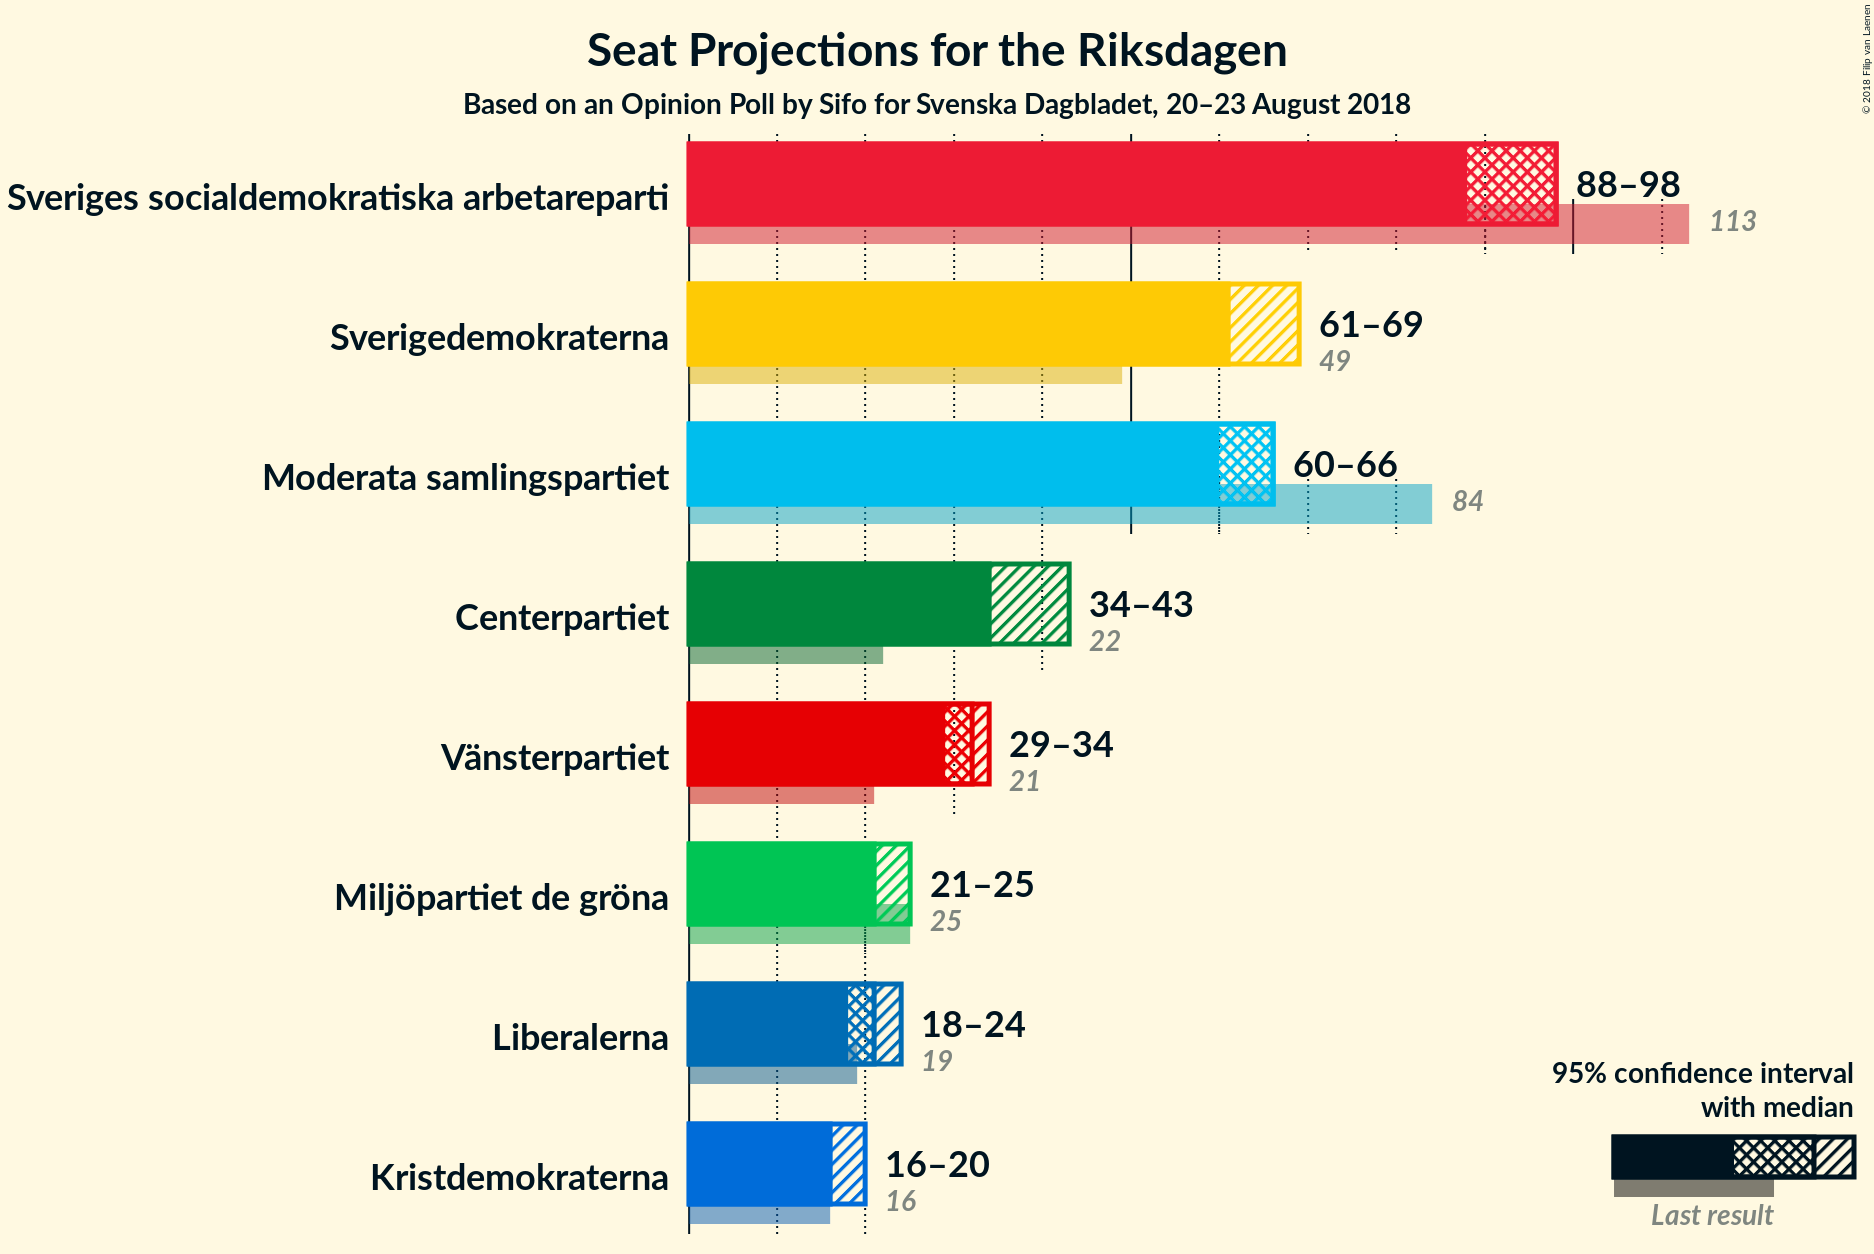 Seat Projections for the Riksdagen
Based on an Opinion Poll by Sifo for Svenska Dagbladet, 20–23 August 2018
© 2018 Filip van Laenen
Sveriges socialdemokratiska arbetareparti
88–98
113
Sverigedemokraterna
61–69
49
Moderata samlingspartiet
60–66
84
Centerpartiet
34–43
22
Vänsterpartiet
29–34
21
Miljöpartiet de gröna
21–25
25
Liberalerna
18–24
19
Kristdemokraterna
16–20
16
95% confidence interval
with median
Last result